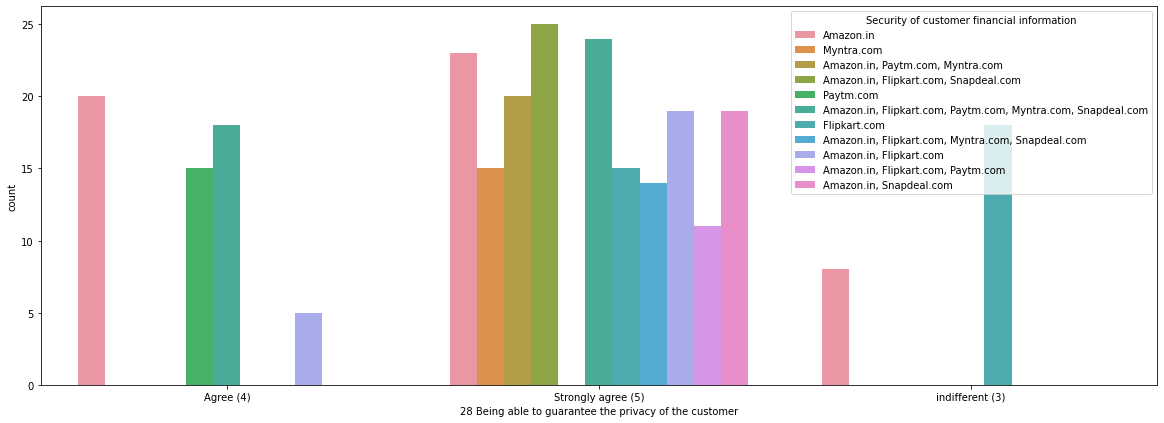 25
20
15
10
5
0
count
Agree (4)
Strongly agree (5)
indifferent (3)
28 Being able to guarantee the privacy of the customer
Security of customer financial information
Amazon.in
Myntra.com
Amazon.in, Paytm.com, Myntra.com
Amazon.in, Flipkart.com, Snapdeal.com
Paytm.com
Amazon.in, Flipkart.com, Paytm.com, Myntra.com, Snapdeal.com
Flipkart.com
Amazon.in, Flipkart.com, Myntra.com, Snapdeal.com
Amazon.in, Flipkart.com
Amazon.in, Flipkart.com, Paytm.com
Amazon.in, Snapdeal.com